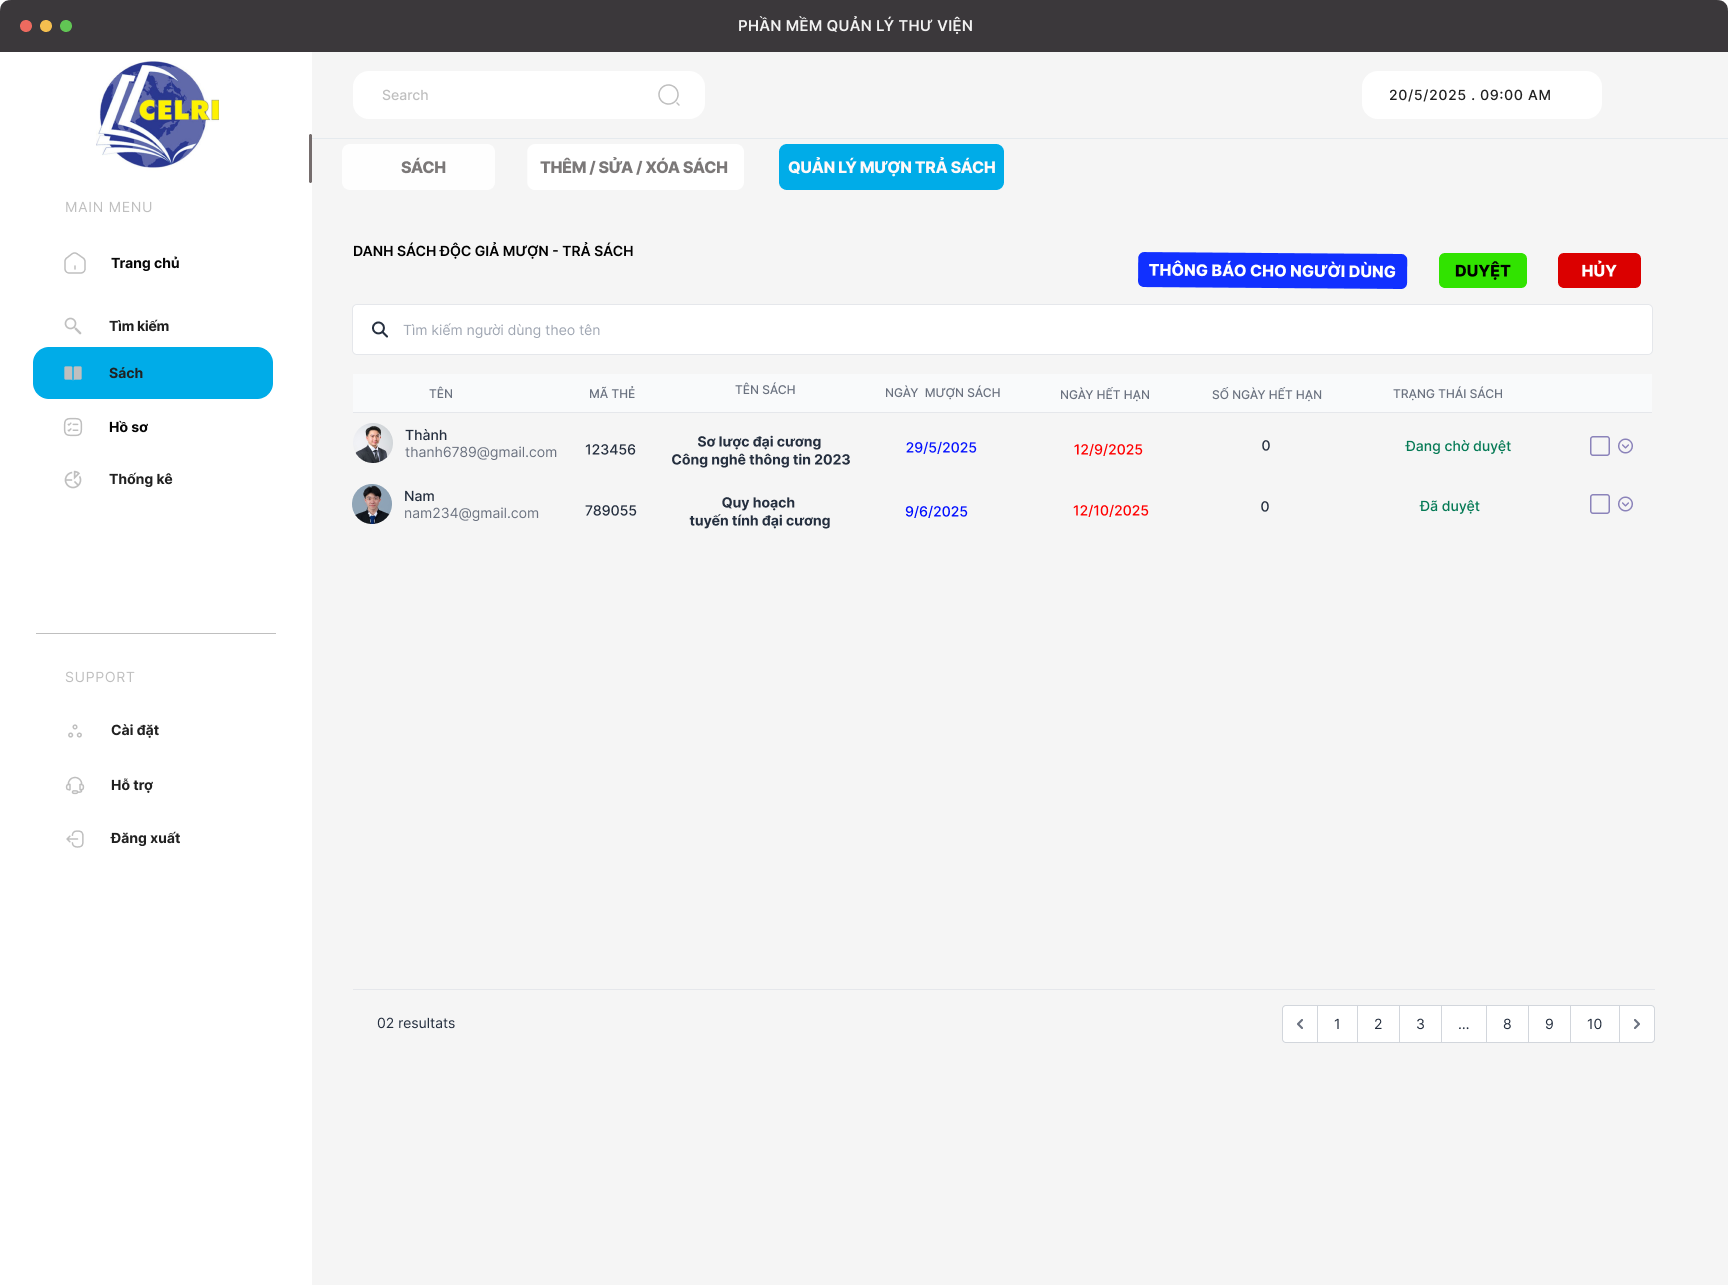 PHẦN MỀM QUẢN LÝ THƯ VIỆN
CELRI
Search
20/5/2025 . 09:00 AM
SÁCH
THÊM / SỬA / XÓA SÁCH
QUẢN LÝ MƯỢN TRẢ SÁCH
MAIN MENU
Trang chủ
Tìm kiếm
Sách
Hồ sơ
Thống kê
SUPPORT
Cài đặt
Hỗ trợ
Đăng xuất
DANH SÁCH ĐỘC GIẢ MƯỢN - TRẢ SÁCH
THÔNG BÁO CHO NGƯỜI DÙNG
DUYỆT
HỦY
Tìm kiếm người dùng theo tên
TÊN
MÃ THẺ
TÊN SÁCH
NGÀY  MƯỢN SÁCH
NGÀY HẾT HẠN
SỐ NGÀY HẾT HẠN
TRẠNG THÁI SÁCH
Thành
thanh6789@gmail.com
123456
Sơ lược đại cương
Công nghê thông tin 2023
29/5/2025
12/9/2025
0
Đang chờ duyệt
Nam
nam234@gmail.com
789055
Quy hoạch
tuyến tính đại cương
9/6/2025
12/10/2025
0
Đã duyệt
02 resultats
1 2 3 ... 8 9 10